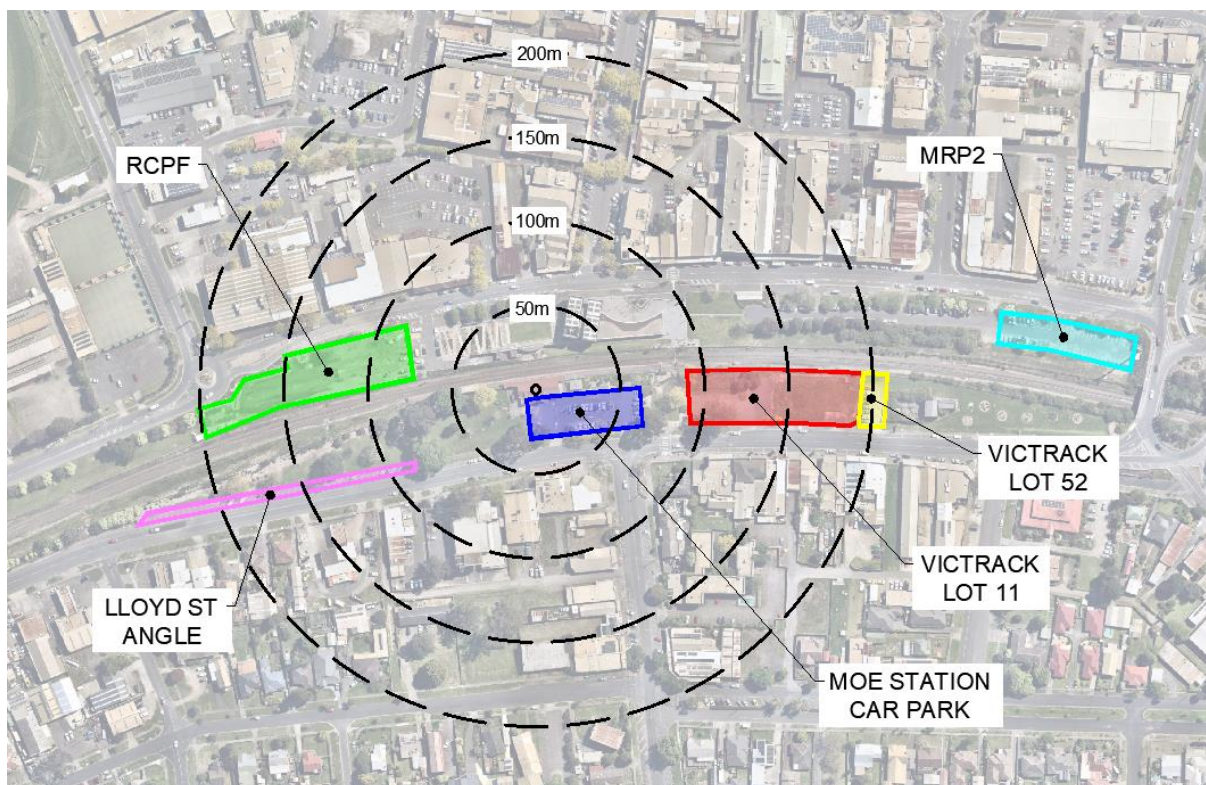 200m
150m
RCPF
MRP2
100m
50m
VICTRACK
LOT 52
VICTRACK
LOT 11
LLOYD ST
ANGLE
MOE STATION
CAR PARK